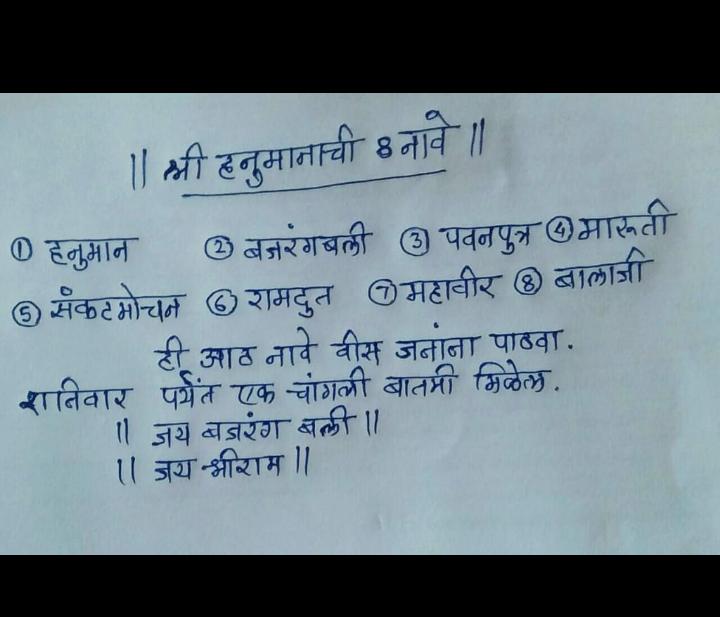 || श्री हनुमानाची 8 नावे ||
① हनुमान ② बजरंगबली ③ पवनपुत्र ④ मारूती
⑤ संकटमोचन ⑥ रामदुत ⑦ महावीर ⑧ बालाजी
ही आठ नावे वीस जनांना पाठवा.
शनिवार पर्यंत एक चांगली बातमी मिळेल.
|| जय बजरंग बली ||
|| जय श्रीराम ||